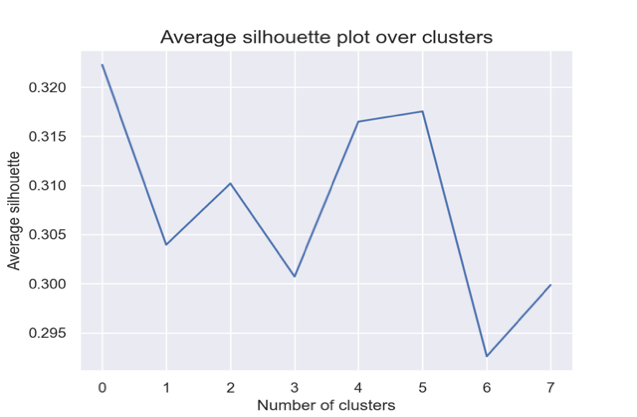 Average silhouette plot over clusters
Average silhouette
0.320
0.315
0.310
0.305
0.300
0.295
0 1 2 3 4 5 6 7
Number of clusters